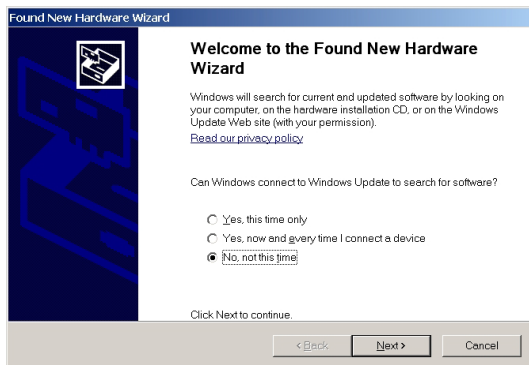 Found New Hardware Wizard
Welcome to the Found New Hardware
Wizard
Windows will search for current and updated software by looking on
your computer, on the hardware installation CD, or on the Windows
Update Web site (with your permission).
Read our privacy policy
Can Windows connect to Windows Update to search for software?
Yes, this time only
Yes, now and every time I connect a device
No, not this time
Click Next to continue.
< Back
Next >
Cancel